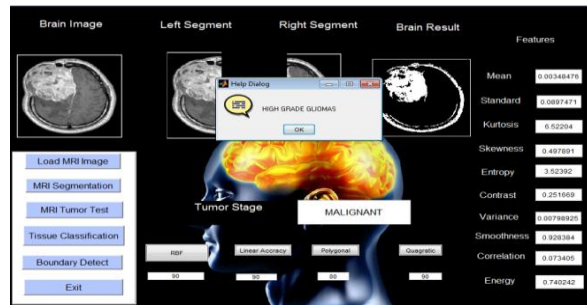 Brain Image
Left Segment
Right Segment
Brain Result
Features
Help Dialog
HIGH GRADE GLIOMAS
OK
Mean 0.00348476
Standard 0.0897471
Kurtosis 6.52204
Skewness 0.497891
Entropy 3.52392
Contrast 0.251669
Variance 0.00798925
Smoothness 0.928384
Correlation 0.073405
Energy 0.740242
Load MRI Image
MRI Segmentation
MRI Tumor Test
Tissue Classification
Boundary Detect
Exit
Tumor Stage
MALIGNANT
RBF
Linear Accracy
Polygonal
Quagratic
90
90
80
90